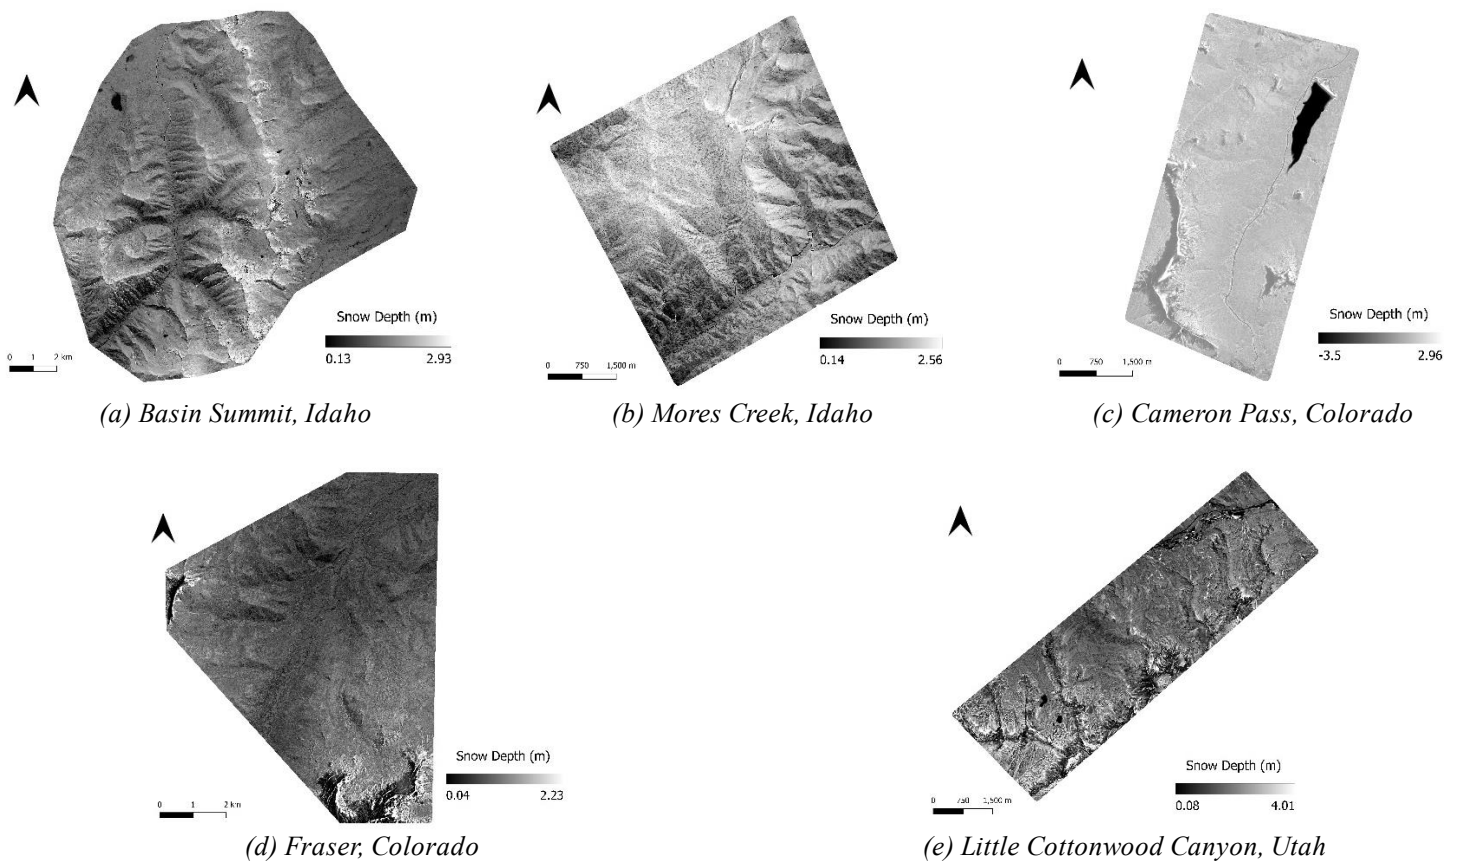 Snow Depth (m)
0.13 2.93
0 1 2 km
(a) Basin Summit, Idaho
Snow Depth (m)
0.14 2.56
0 750 1,500 m
(b) Mores Creek, Idaho
Snow Depth (m)
-3.5 2.96
0 750 1,500 m
(c) Cameron Pass, Colorado
Snow Depth (m)
0.04 2.23
0 1 2 km
(d) Fraser, Colorado
Snow Depth (m)
0.08 4.01
0 750 1,500 m
(e) Little Cottonwood Canyon, Utah